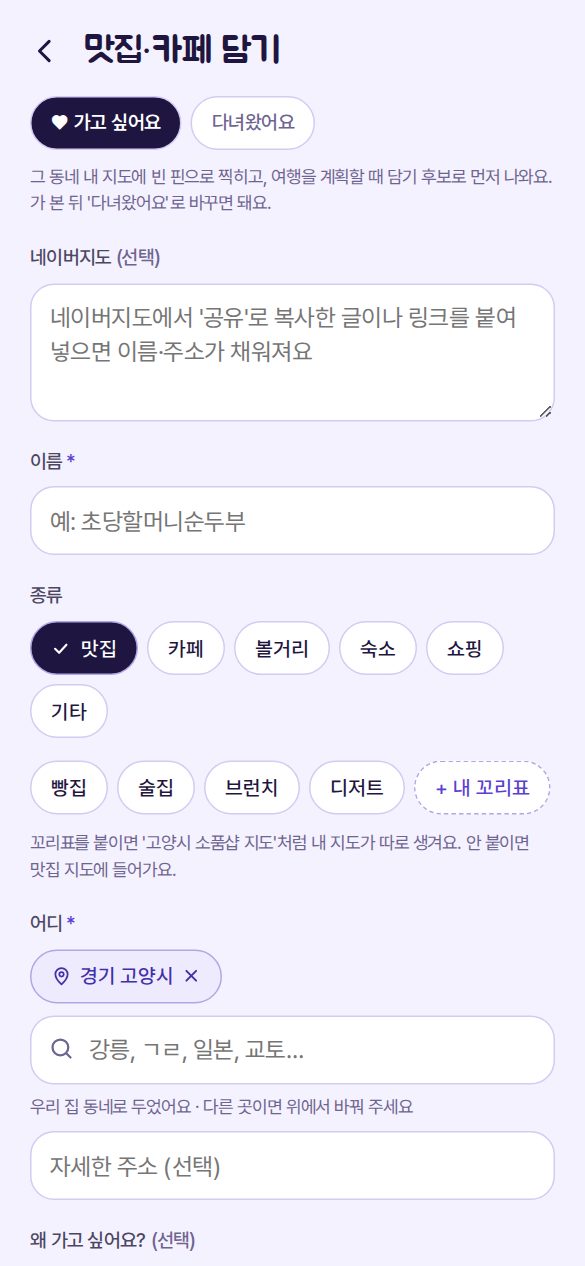 맛집·카페 담기
♥ 가고 싶어요
다녀왔어요
그 동네 내 지도에 빈 핀으로 찍히고, 여행을 계획할 때 담기 후보로 먼저 나와요.
가 본 뒤 '다녀왔어요'로 바꾸면 돼요.
네이버지도 (선택)
네이버지도에서 '공유'로 복사한 글이나 링크를 붙여
넣으면 이름·주소가 채워져요
이름 *
예: 초당할머니순두부
종류
맛집 카페 볼거리 숙소 쇼핑
기타
빵집 술집 브런치 디저트 + 내 꼬리표
꼬리표를 붙이면 '고양시 소품샵 지도'처럼 내 지도가 따로 생겨요. 안 붙이면
맛집 지도에 들어가요.
어디 *
경기 고양시
강릉, ㄱㄹ, 일본, 교토...
우리 집 동네로 두었어요 · 다른 곳이면 위에서 바꿔 주세요
자세한 주소 (선택)
왜 가고 싶어요? (선택)